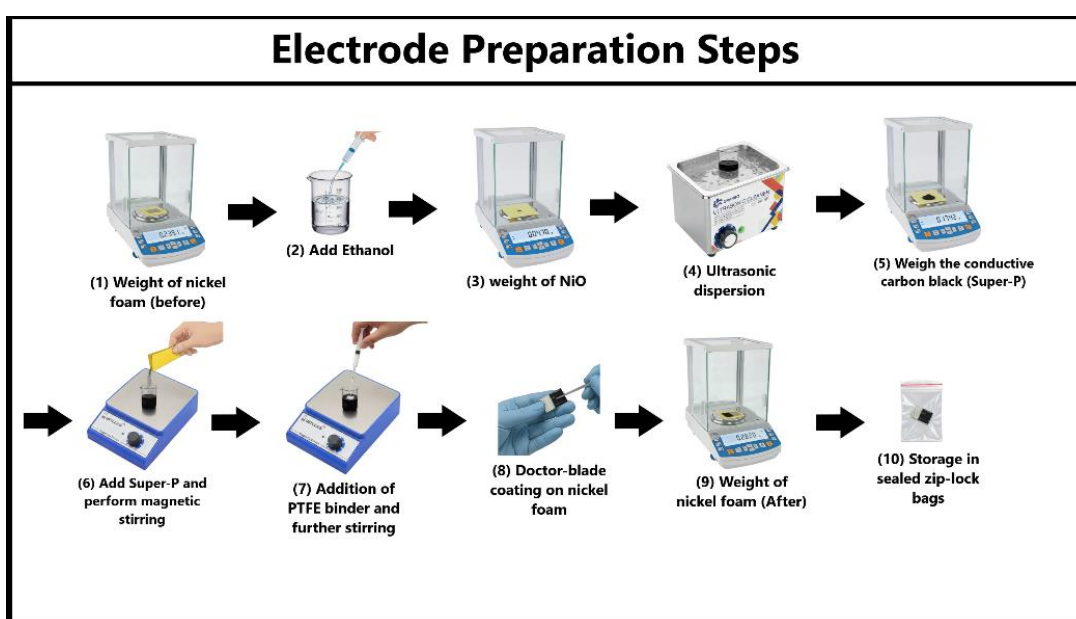 Electrode Preparation Steps
(1) Weight of nickel
foam (before)
(2) Add Ethanol
(3) weight of NiO
(4) Ultrasonic
dispersion
(5) Weigh the conductive
carbon black (Super-P)
(6) Add Super-P and
perform magnetic
stirring
(7) Addition of
PTFE binder and
further stirring
(8) Doctor-blade
coating on nickel
foam
(9) Weight of
nickel foam (After)
(10) Storage in
sealed zip-lock
bags